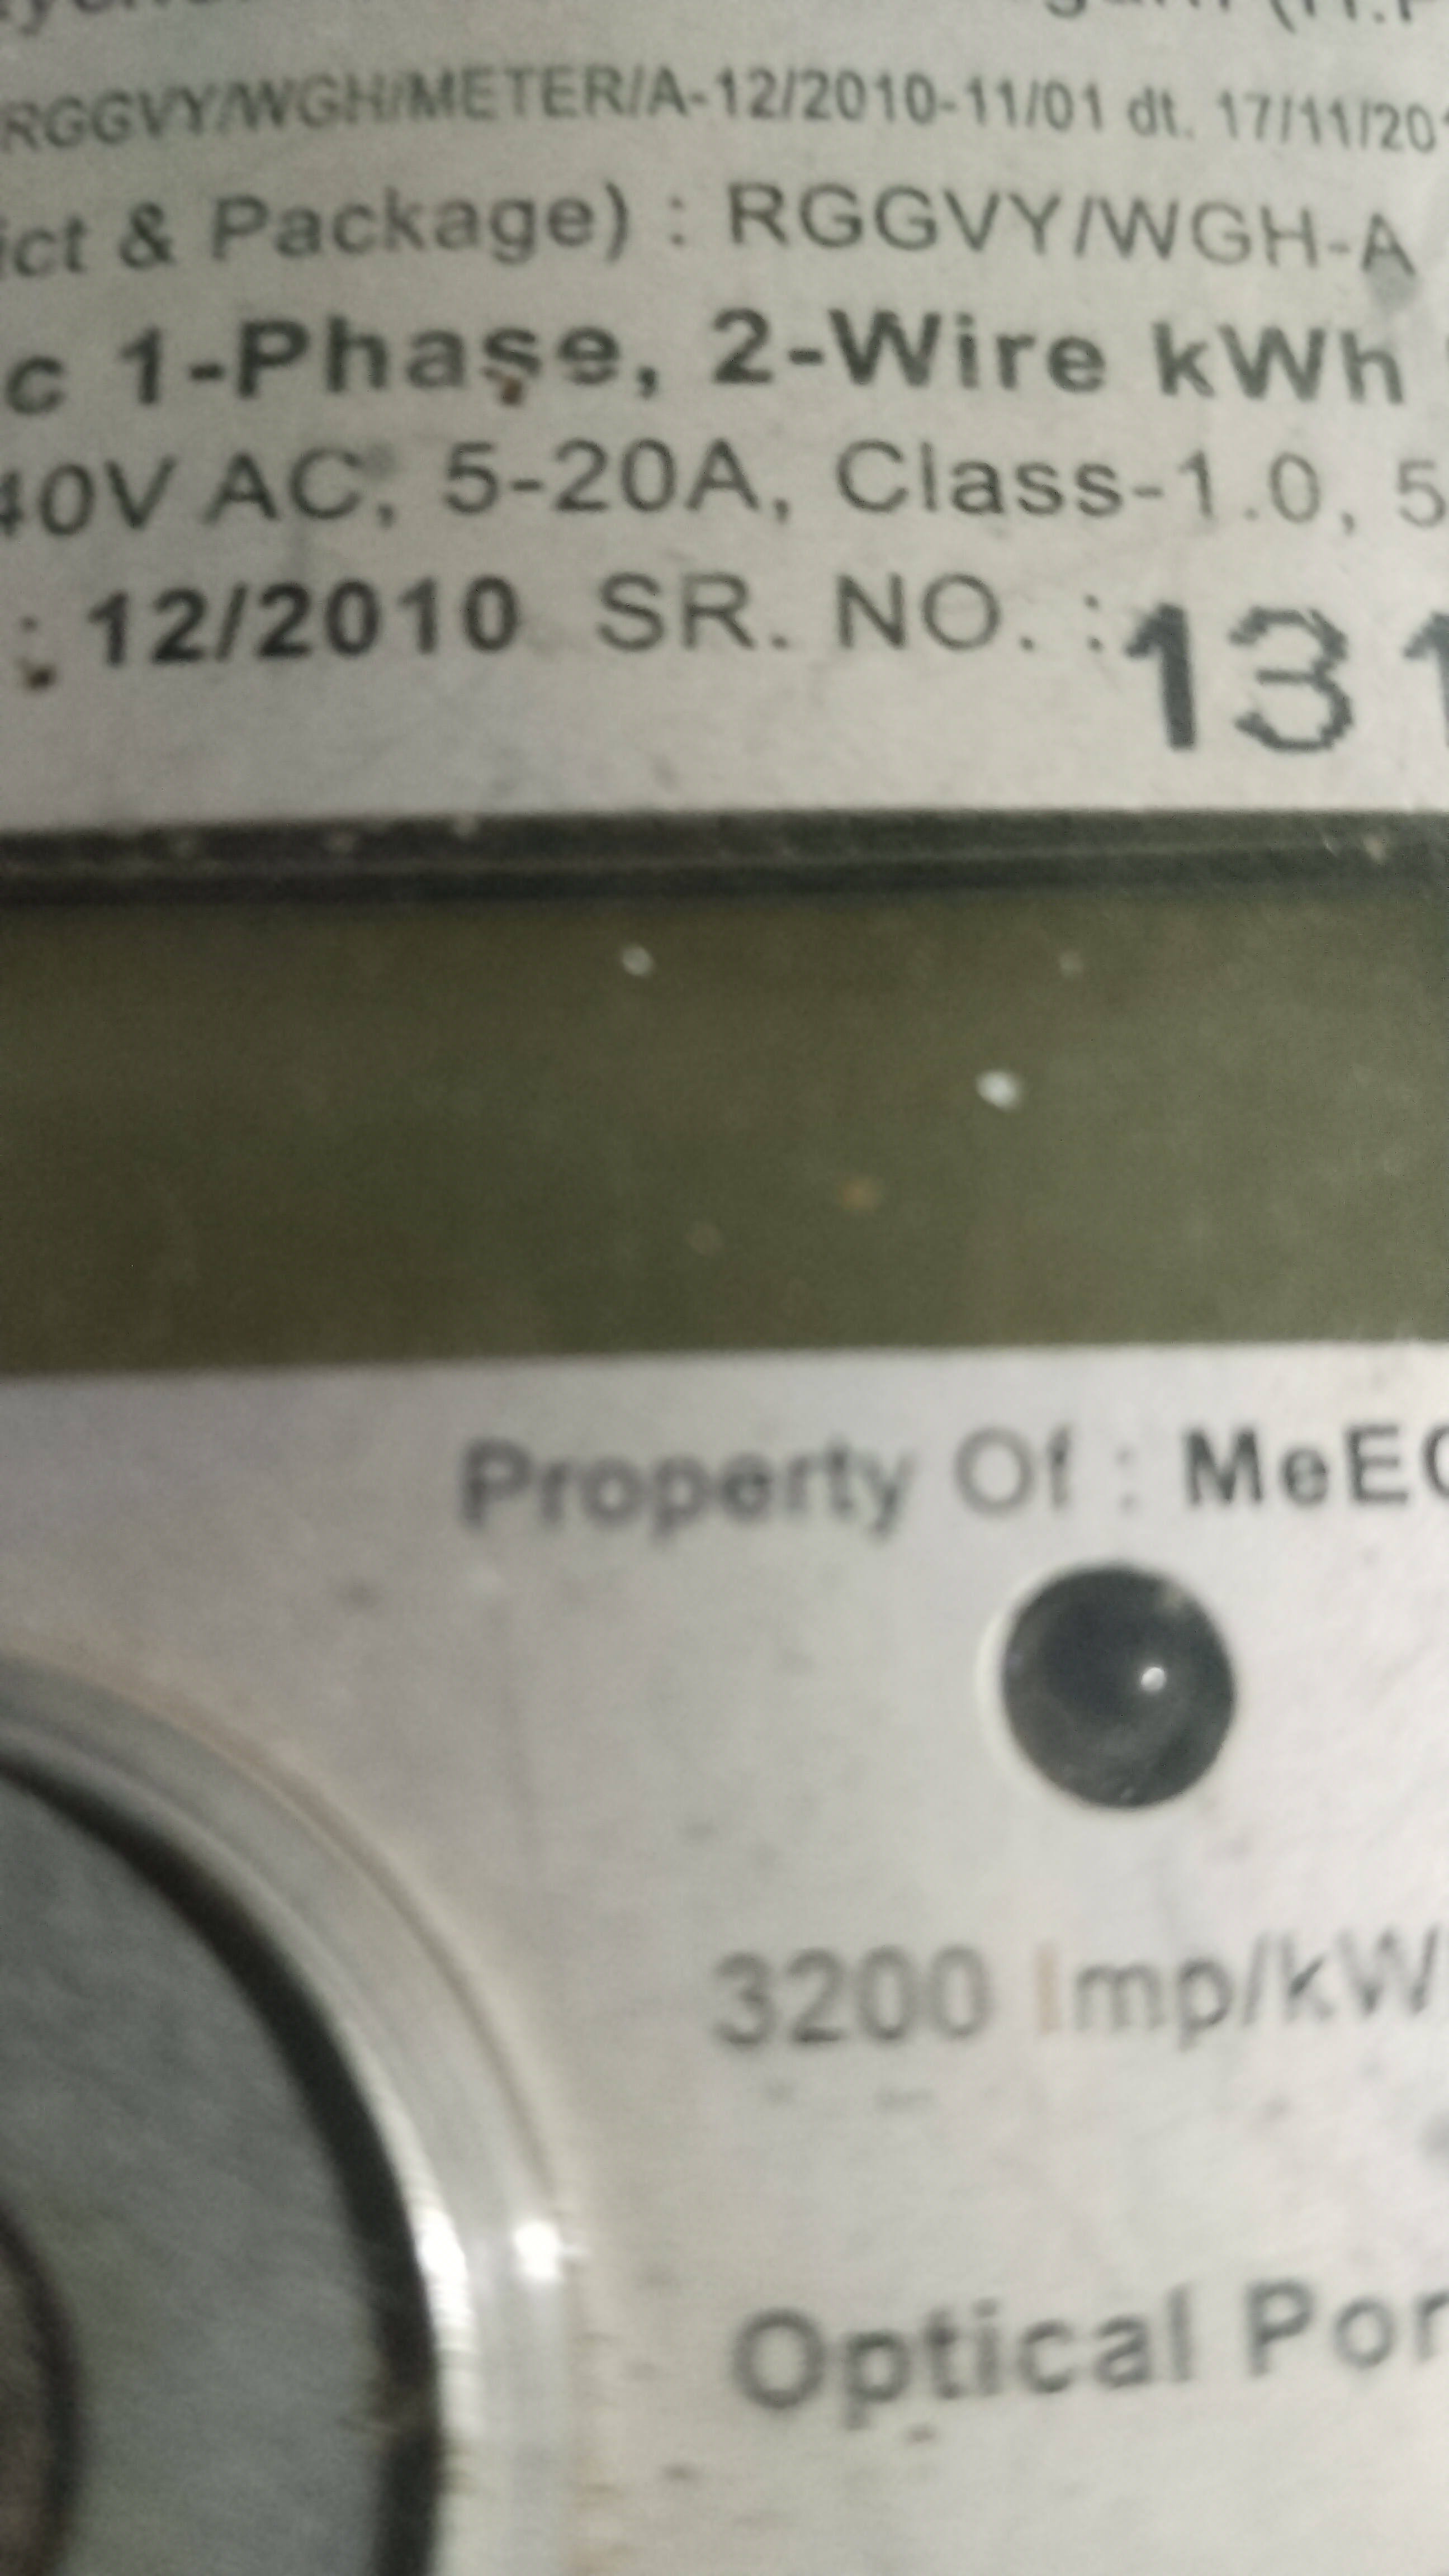 RGGVY/WGH/METER/A-12/2010-11/01 dt. 17/11/201
ict & Package) : RGGVY/WGH-A
c 1-Phase, 2-Wire kWh
40V AC, 5-20A, Class-1.0, 5
: 12/2010 SR. NO. : 131
Property Of : MeEC
3200 Imp/kW
Optical Por